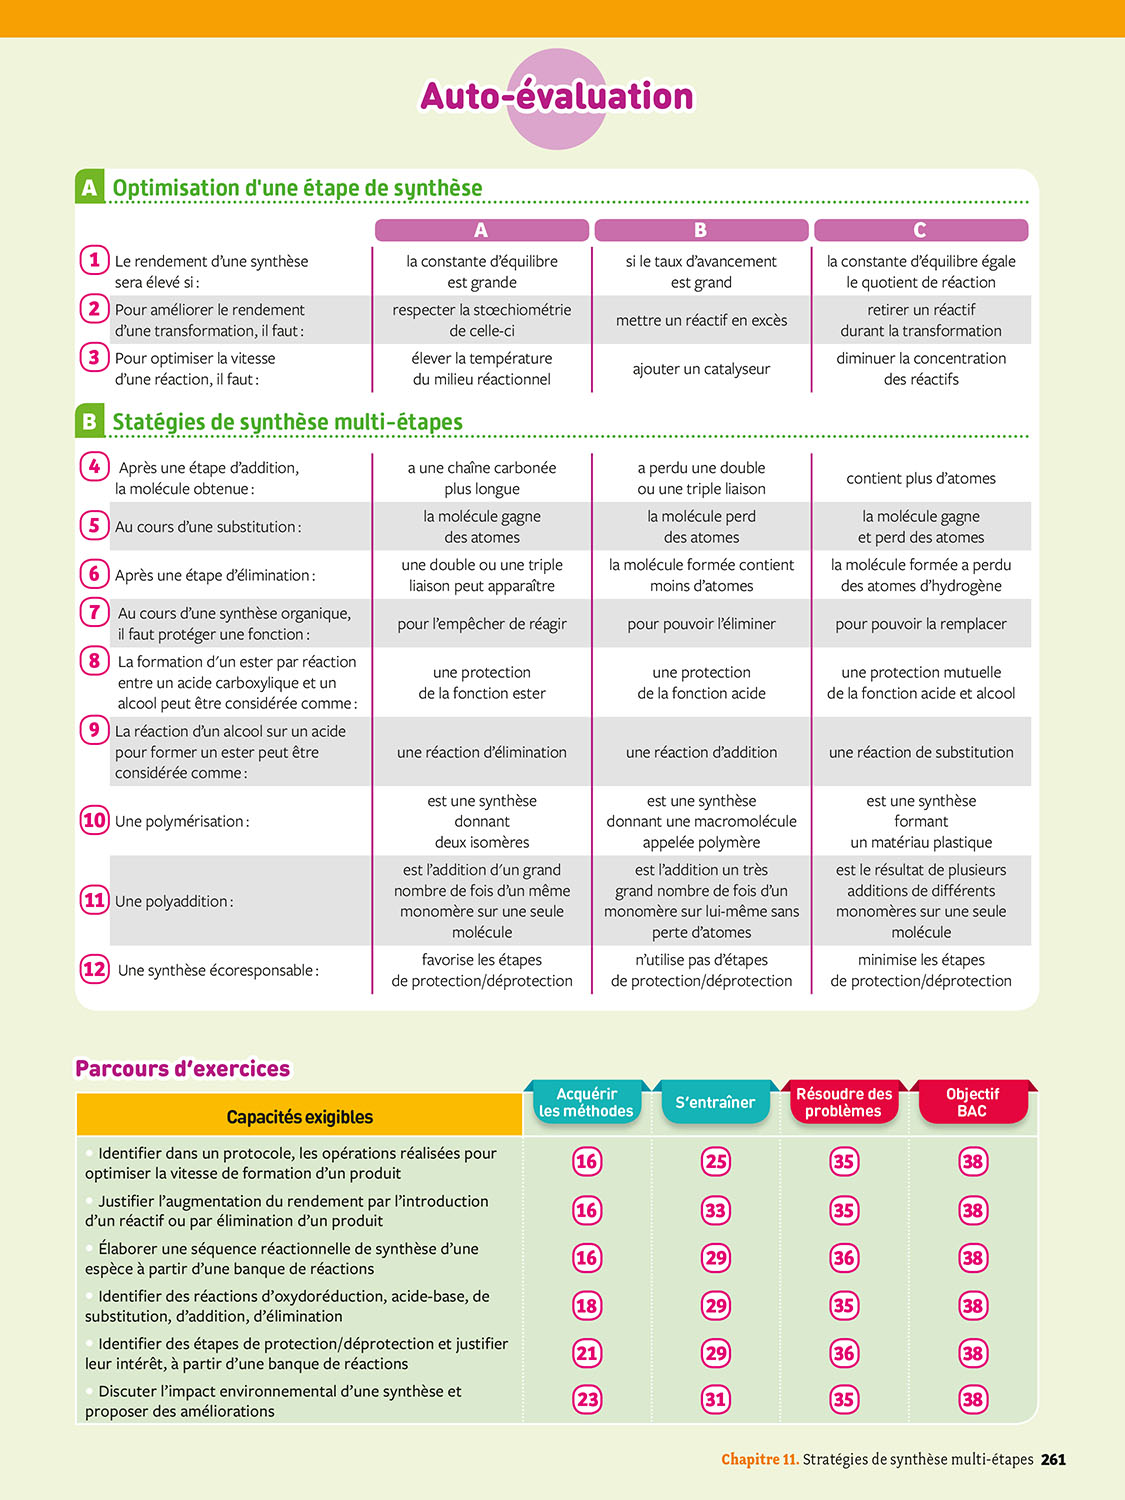 Auto-évaluation
A Optimisation d'une étape de synthèse
A B C
1 Le rendement d'une synthèse
sera élevé si :
la constante d'équilibre
est grande
si le taux d'avancement
est grand
la constante d'équilibre égale
le quotient de réaction
2 Pour améliorer le rendement
d'une transformation, il faut :
respecter la stœchiométrie
de celle-ci
mettre un réactif en excès
retirer un réactif
durant la transformation
3 Pour optimiser la vitesse
d'une réaction, il faut :
élever la température
du milieu réactionnel
ajouter un catalyseur
diminuer la concentration
des réactifs
B Statégies de synthèse multi-étapes
4 Après une étape d'addition,
la molécule obtenue :
a une chaîne carbonée
plus longue
a perdu une double
ou une triple liaison
contient plus d'atomes
5 Au cours d'une substitution :
la molécule gagne
des atomes
la molécule perd
des atomes
la molécule gagne
et perd des atomes
6 Après une étape d'élimination :
une double ou une triple
liaison peut apparaître
la molécule formée contient
moins d'atomes
la molécule formée a perdu
des atomes d'hydrogène
7 Au cours d'une synthèse organique,
il faut protéger une fonction :
pour l'empêcher de réagir
pour pouvoir l'éliminer
pour pouvoir la remplacer
8 La formation d'un ester par réaction
entre un acide carboxylique et un
alcool peut être considérée comme :
une protection
de la fonction ester
une protection
de la fonction acide
une protection mutuelle
de la fonction acide et alcool
9 La réaction d'un alcool sur un acide
pour former un ester peut être
considérée comme :
une réaction d'élimination
une réaction d'addition
une réaction de substitution
10 Une polymérisation :
est une synthèse
donnant
deux isomères
est une synthèse
donnant une macromolécule
appelée polymère
est une synthèse
formant
un matériau plastique
11 Une polyaddition :
est l'addition d'un grand
nombre de fois d'un même
monomère sur une seule
molécule
est l'addition un très
grand nombre de fois d'un
monomère sur lui-même sans
perte d'atomes
est le résultat de plusieurs
additions de différents
monomères sur une seule
molécule
12 Une synthèse écoresponsable :
favorise les étapes
de protection/déprotection
n'utilise pas d'étapes
de protection/déprotection
minimise les étapes
de protection/déprotection
Parcours d'exercices
Capacités exigibles
Acquérir
les méthodes
S'entraîner
Résoudre des
problèmes
Objectif
BAC
• Identifier dans un protocole, les opérations réalisées pour
optimiser la vitesse de formation d'un produit
16 25 35 38
• Justifier l'augmentation du rendement par l'introduction
d'un réactif ou par élimination d'un produit
16 33 35 38
• Élaborer une séquence réactionnelle de synthèse d'une
espèce à partir d'une banque de réactions
16 29 36 38
• Identifier des réactions d'oxydoréduction, acide-base, de
substitution, d'addition, d'élimination
18 29 35 38
• Identifier des étapes de protection/déprotection et justifier
leur intérêt, à partir d'une banque de réactions
21 29 36 38
• Discuter l'impact environnemental d'une synthèse et
proposer des améliorations
23 31 35 38
Chapitre 11. Stratégies de synthèse multi-étapes 261